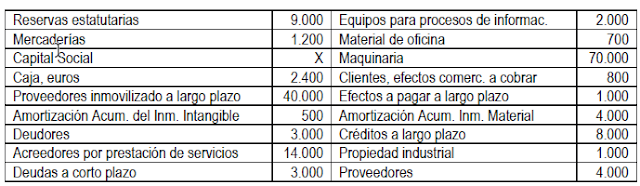 Reservas estatutarias 9.000 Equipos para procesos de informac. 2.000
Mercaderías 1.200 Material de oficina 700
Capital Social X Maquinaria 70.000
Caja, euros 2.400 Clientes, efectos comerc. a cobrar 800
Proveedores inmovilizado a largo plazo 40.000 Efectos a pagar a largo plazo 1.000
Amortización Acum. del Inm. Intangible 500 Amortización Acum. Inm. Material 4.000
Deudores 3.000 Créditos a largo plazo 8.000
Acreedores por prestación de servicios 14.000 Propiedad industrial 1.000
Deudas a corto plazo 3.000 Proveedores 4.000